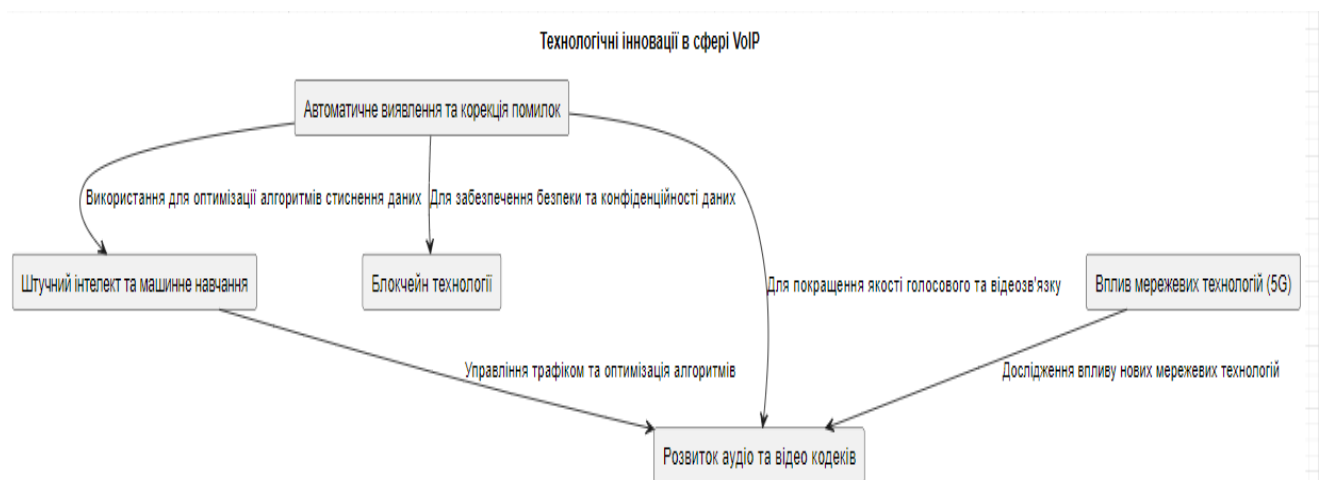 Технологічні інновації в сфері VoIP
Автоматичне виявлення та корекція помилок
Використання для оптимізації алгоритмів стиснення даних
Для забезпечення безпеки та конфіденційності даних
Штучний інтелект та машинне навчання
Блокчейн технології
Для покращення якості голосового та відеозв'язку
Вплив мережевих технологій (5G)
Управління трафіком та оптимізація алгоритмів
Дослідження впливу нових мережевих технологій
Розвиток аудіо та відео кодеків